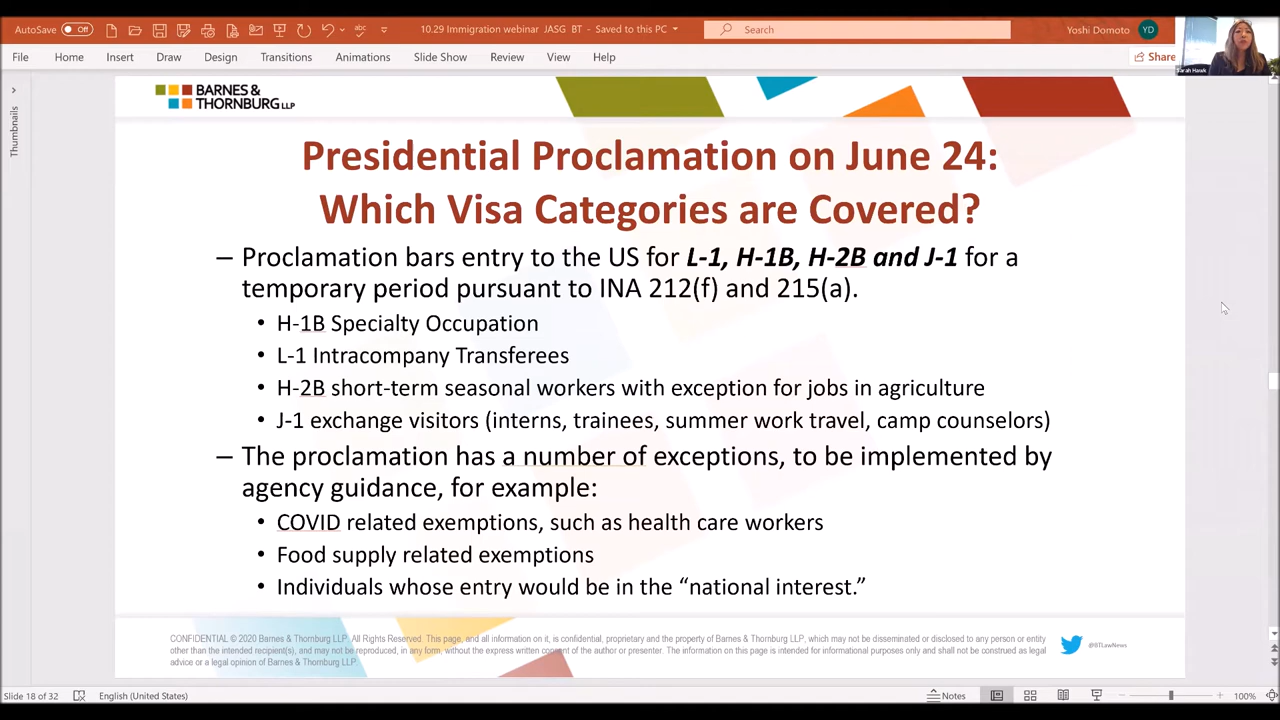 AutoSave Off 10.29 Immigration webinar JASG BT - Saved to this PC Search Yoshi Domoto YD
File Home Insert Draw Design Transitions Animations Slide Show Review View Help Share
Sarah Hawk
Thumbnails
BARNES &
THORNBURG LLP
Presidential Proclamation on June 24:
Which Visa Categories are Covered?
– Proclamation bars entry to the US for L-1, H-1B, H-2B and J-1 for a
temporary period pursuant to INA 212(f) and 215(a).
• H-1B Specialty Occupation
• L-1 Intracompany Transferees
• H-2B short-term seasonal workers with exception for jobs in agriculture
• J-1 exchange visitors (interns, trainees, summer work travel, camp counselors)
– The proclamation has a number of exceptions, to be implemented by
agency guidance, for example:
• COVID related exemptions, such as health care workers
• Food supply related exemptions
• Individuals whose entry would be in the “national interest.”
CONFIDENTIAL © 2020 Barnes & Thornburg LLP. All Rights Reserved. This page, and all information on it, is confidential, proprietary and the property of Barnes & Thornburg LLP, which may not be disseminated or disclosed to any person or entity
other than the intended recipient(s), and may not be reproduced, in any form, without the express written consent of the author or presenter. The information on this page is intended for informational purposes only and shall not be construed as legal
advice or a legal opinion of Barnes & Thornburg LLP.
@BTLawNews
Slide 18 of 32 English (United States) Notes 100%